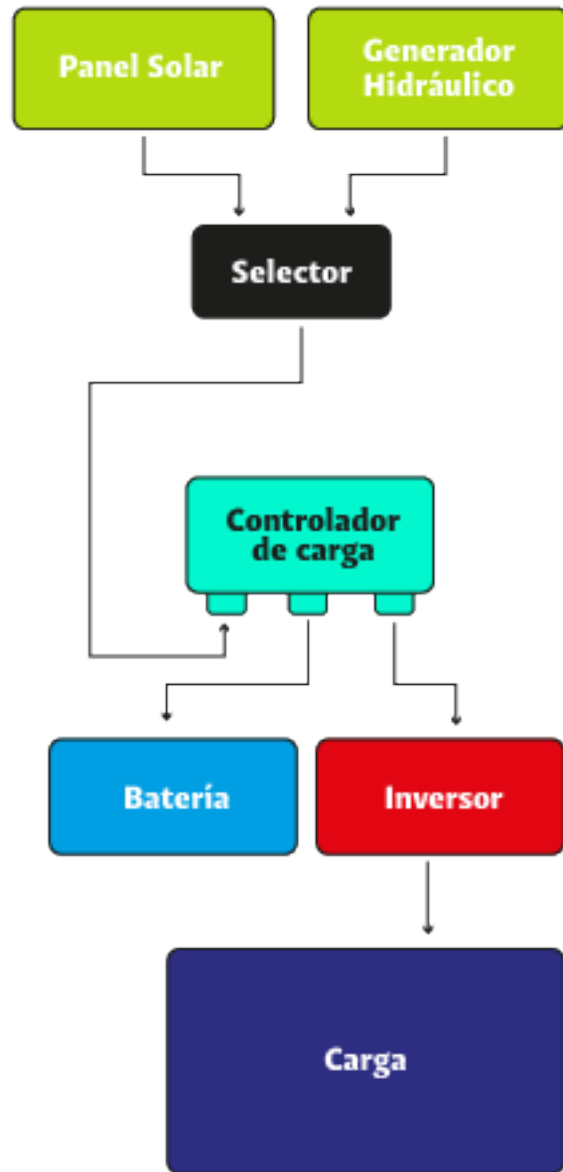 Panel Solar
Generador
Hidráulico
Selector
Controlador
de carga
Batería
Inversor
Carga